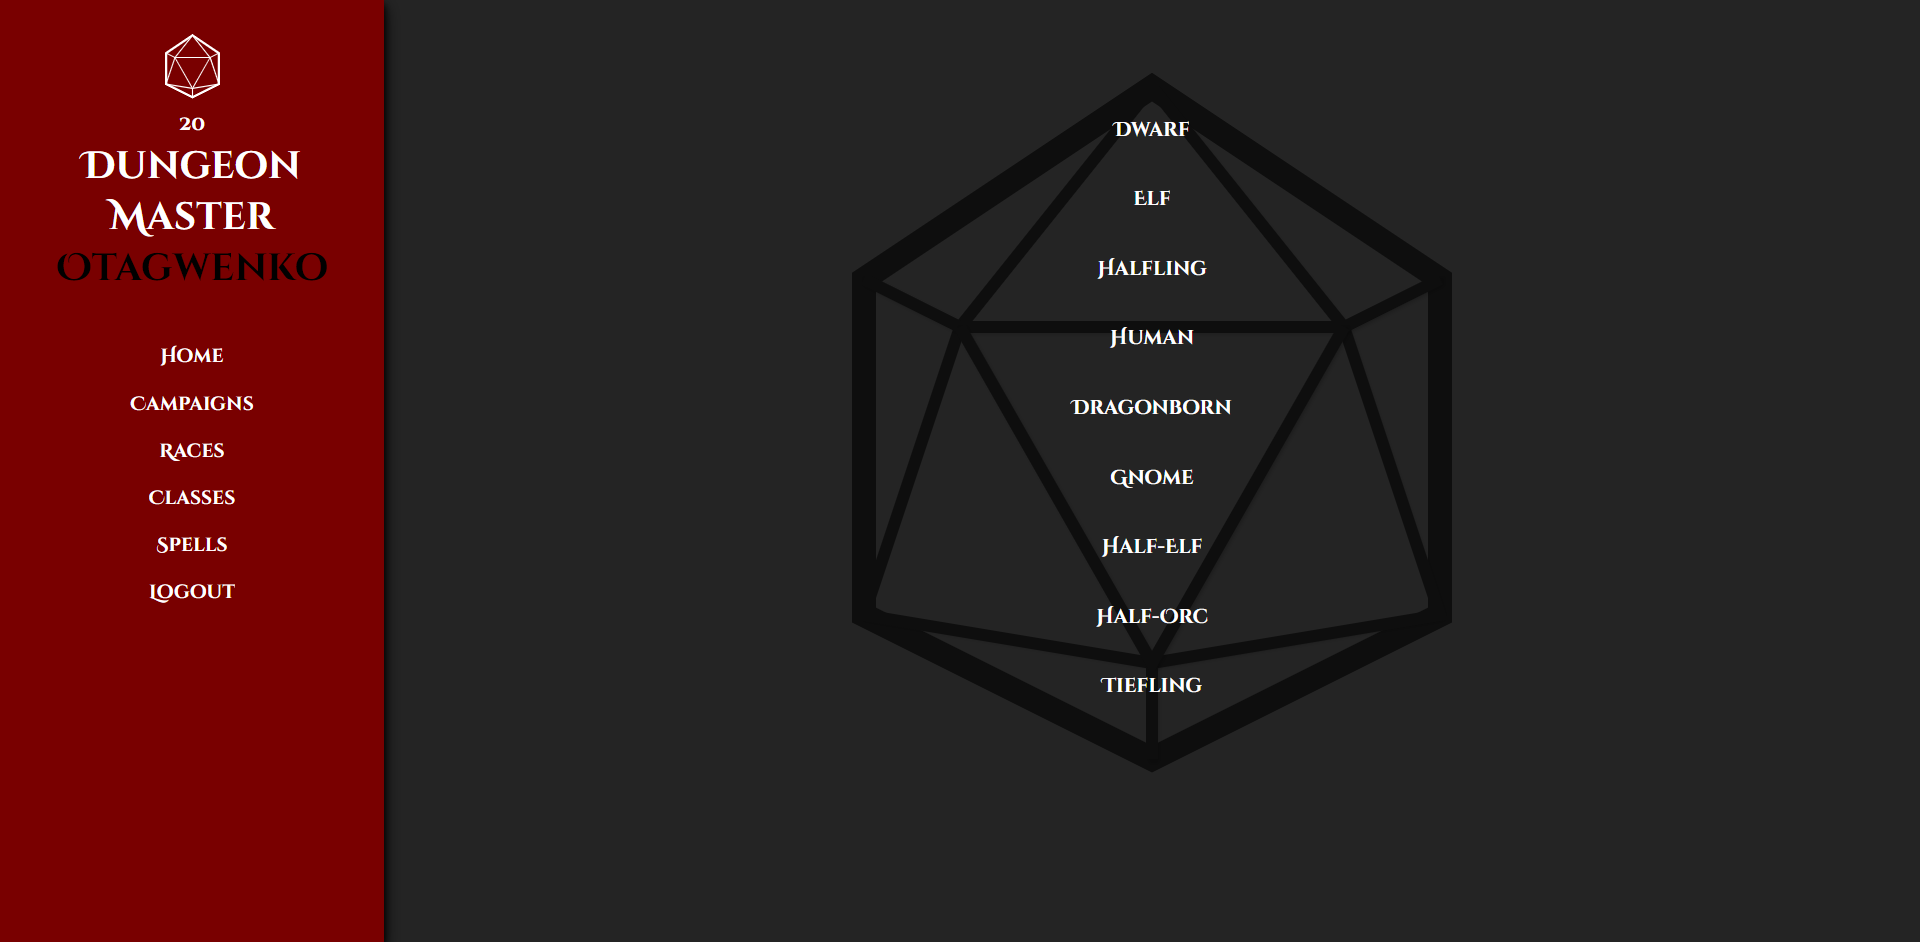 20
Dungeon
Master
Otagwenko
Home
Campaigns
Races
Classes
Spells
Logout
Dwarf
Elf
Halfling
Human
Dragonborn
Gnome
Half-Elf
Half-Orc
Tiefling